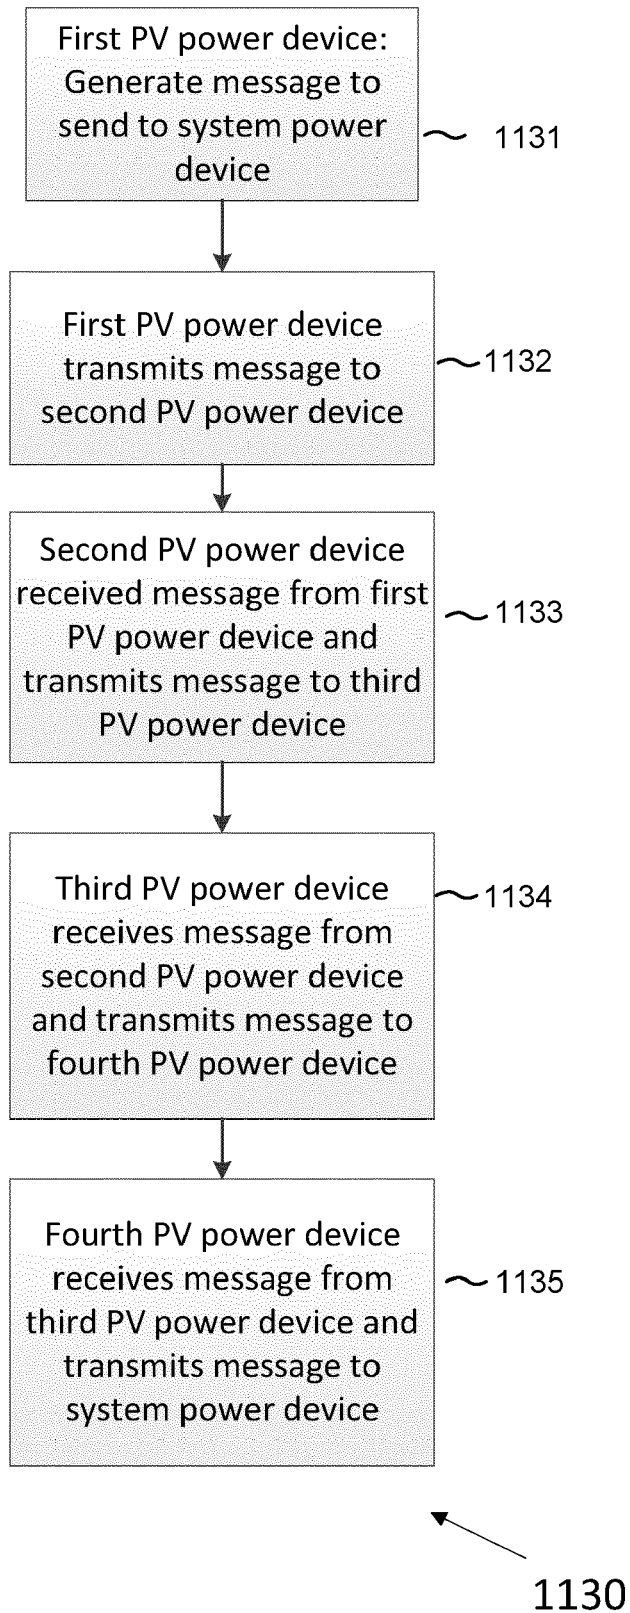 First PV power device:
Generate message to
send to system power
device
1131
First PV power device
transmits message to
second PV power device
1132
Second PV power device
received message from first
PV power device and
transmits message to third
PV power device
1133
Third PV power device
receives message from
second PV power device
and transmits message to
fourth PV power device
1134
Fourth PV power device
receives message from
third PV power device and
transmits message to
system power device
1135
1130